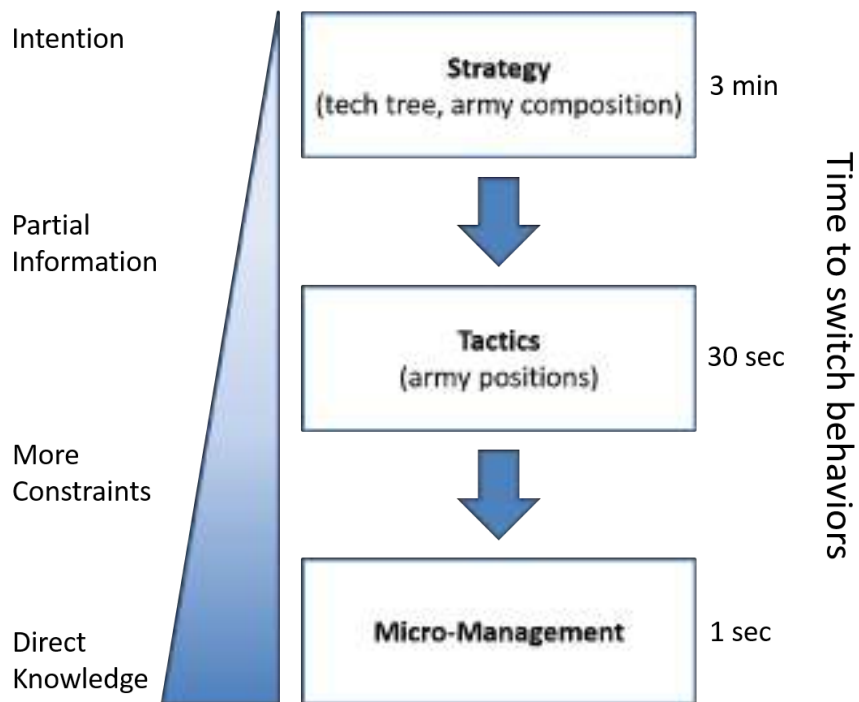 Intention
Strategy
(tech tree, army composition)
3 min
Partial
Information
Tactics
(army positions)
30 sec
More
Constraints
Direct
Knowledge
Micro-Management
1 sec
Time to switch behaviors